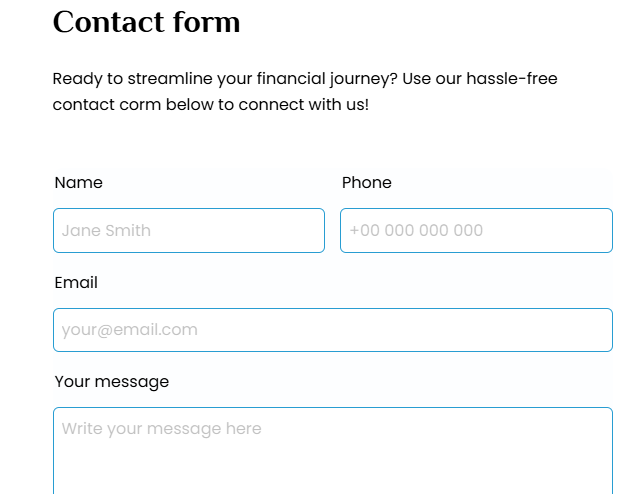 Contact form
Ready to streamline your financial journey? Use our hassle-free
contact corm below to connect with us!
Name
Phone
Jane Smith
+00 000 000 000
Email
your@email.com
Your message
Write your message here